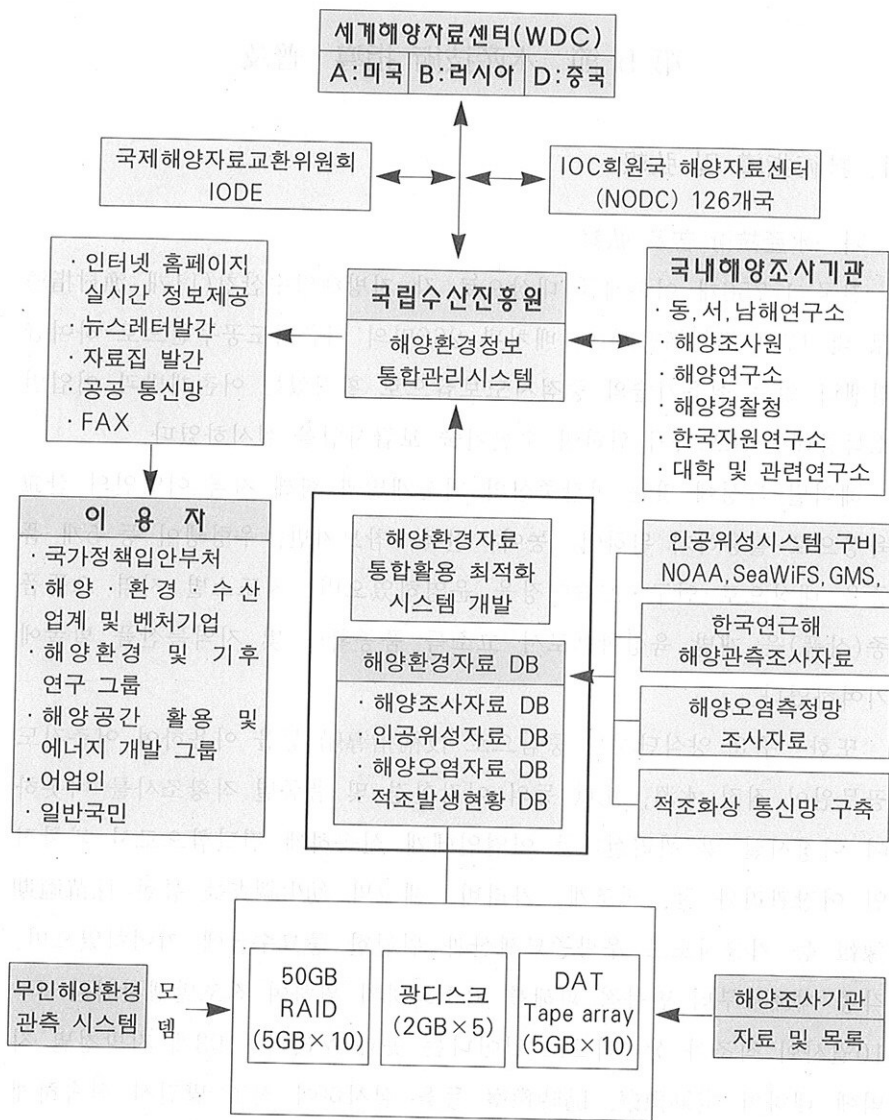 세계해양자료센터(WDC)
A:미국 B:러시아 D:중국
국제해양자료교환위원회
IODE
IOC회원국 해양자료센터
(NODC) 126개국
· 인터넷 홈페이지
실시간 정보제공
· 뉴스레터발간
· 자료집 발간
· 공공 통신망
· FAX
국립수산진흥원
해양환경정보
통합관리시스템
국내해양조사기관
· 동, 서, 남해연구소
· 해양조사원
· 해양연구소
· 해양경찰청
· 한국자원연구소
· 대학 및 관련연구소
이 용 자
· 국가정책입안부처
· 해양 · 환경 · 수산
업계 및 벤처기업
· 해양환경 및 기후
연구 그룹
· 해양공간 활용 및
에너지 개발 그룹
· 어업인
· 일반국민
해양환경자료
통합활용 최적화
시스템 개발
해양환경자료 DB
· 해양조사자료 DB
· 인공위성자료 DB
· 해양오염자료 DB
· 적조발생현황 DB
인공위성시스템 구비
NOAA, SeaWiFS, GMS,
한국연근해
해양관측조사자료
해양오염측정망
조사자료
적조화상 통신망 구축
무인해양환경
관측 시스템
모뎀
50GB
RAID
(5GB×10)
광디스크
(2GB×5)
DAT
Tape array
(5GB×10)
해양조사기관
자료 및 목록